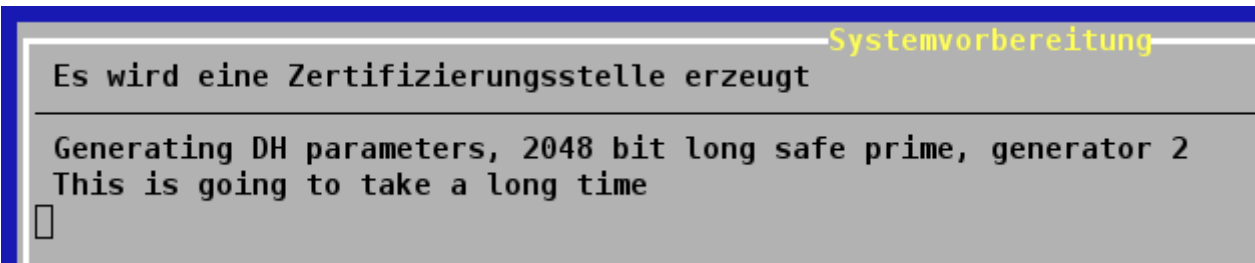 Systemvorbereitung
Es wird eine Zertifizierungsstelle erzeugt
Generating DH parameters, 2048 bit long safe prime, generator 2
This is going to take a long time